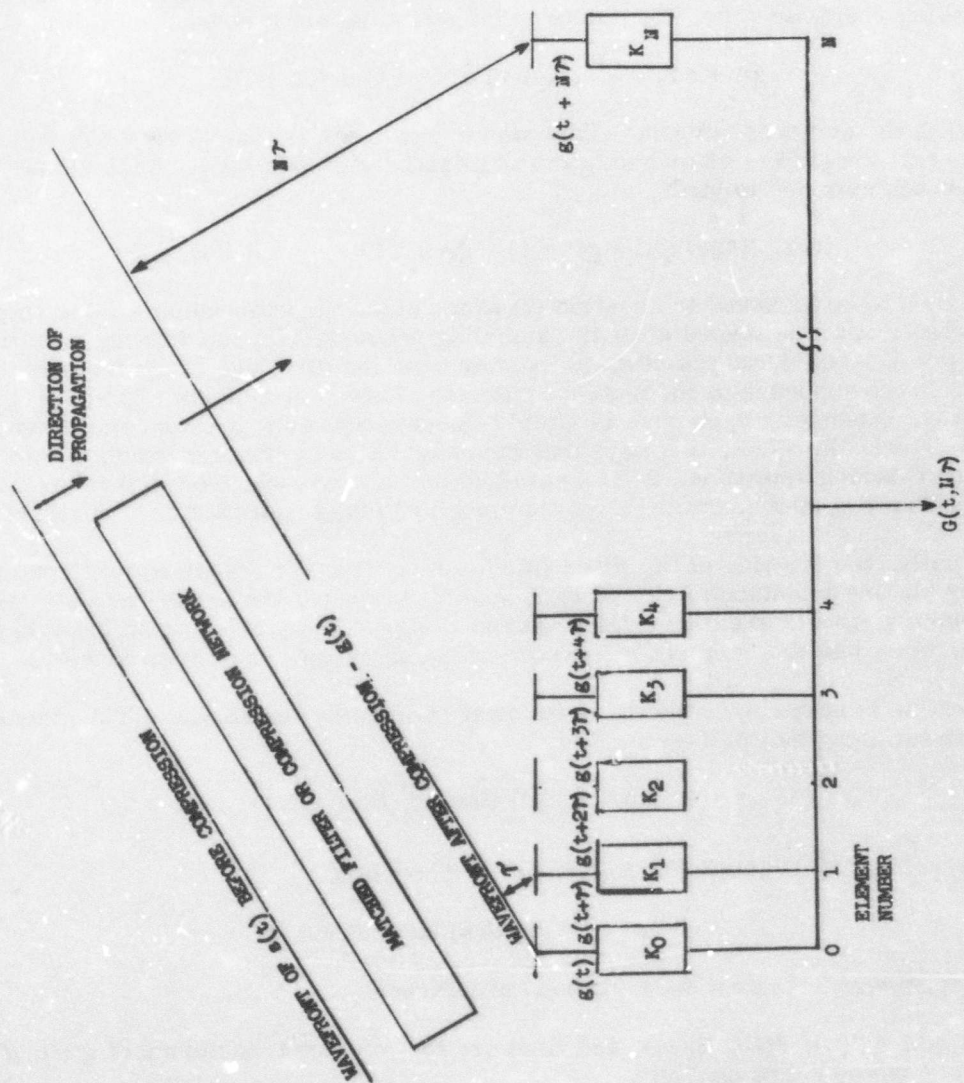 DIRECTION OF
PROPAGATION
WAVEFRONT OF s(t) BEFORE COMPRESSION
MATCHED FILTER OR COMPRESSION NETWORK
WAVEFRONT AFTER COMPRESSION - g(t)
Nτ
τ
g(t) g(t+τ) g(t+2τ) g(t+3τ) g(t+4τ) g(t + Nτ)
K0 K1 K2 K3 K4 KN
0 1 2 3 4 N
ELEMENT
NUMBER
G(t,Nτ)